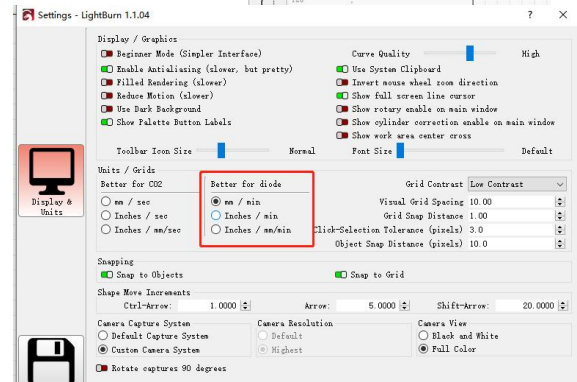 Settings - LightBurn 1.1.04
Display / Graphics
Beginner Mode (Simpler Interface)
Curve Quality High
Enable Antialiasing (slower, but pretty)
Use System Clipboard
Filled Rendering (slower)
Invert mouse wheel zoom direction
Reduce Motion (slow)
Show full screen line cursor
Use Dark Background
Show rotary enable on main window
Show Palette Button Labels
Show cylinder correction enable on main window
Show work area center cross
Toolbar Icon Size Normal
Font Size Default
Units / Grids
Better for CO2
Better for diode
Grid Contrast Low Contrast
mm / sec
mm / min
Visual Grid Spacing 10.00
Inches / sec
Inches / min
Grid Snap Distance 1.00
Inches / mm/sec
Inches / mm/min
Click-Selection Tolerance (pixels) 3.0
Object Snap Distance (pixels) 10.0
Display &
Units
Snapping
Snap to Objects
Snap to Grid
Shape Move Increments
Ctrl-Arrow: 1.0000
Arrow: 5.0000
Shift-Arrow: 20.0000
Camera Capture System
Camera Resolution
Camera View
Default Capture System
Default
Black and White
Custom Camera System
Highest
Full Color
Rotate captures 90 degrees